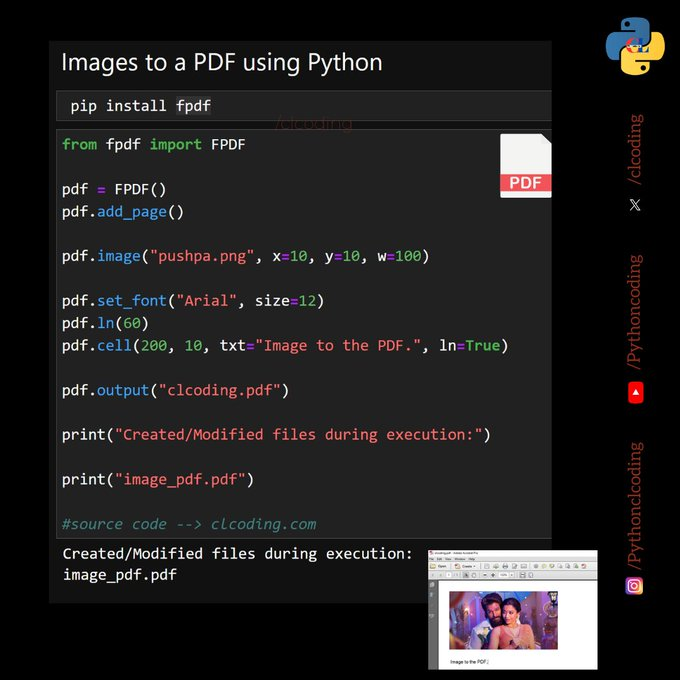 Images to a PDF using Python
pip install fpdf
/clcoding
from fpdf import FPDF
PDF
pdf = FPDF()
pdf.add_page()
pdf.image("pushpa.png", x=10, y=10, w=100)
pdf.set_font("Arial", size=12)
pdf.ln(60)
pdf.cell(200, 10, txt="Image to the PDF.", ln=True)
pdf.output("clcoding.pdf")
print("Created/Modified files during execution:")
print("image_pdf.pdf")
#source code --> clcoding.com
Created/Modified files during execution:
image_pdf.pdf
Image to the PDF.
/clcoding
X
/Pythoncoding
/Pythonclcoding